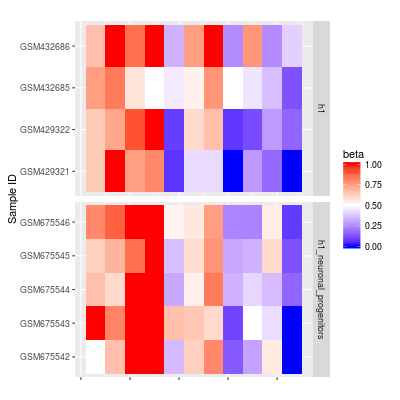 GSM432686
GSM432685
GSM429322
GSM429321
h1
Sample ID
GSM675546
GSM675545
GSM675544
GSM675543
GSM675542
h1_neuronal_progenitors
beta
1.00
0.75
0.50
0.25
0.00